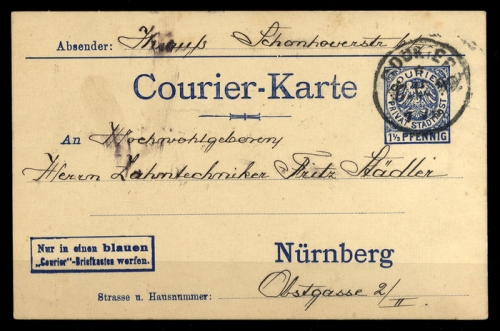 Absender: Krauß Schonhoverstr
Courier-Karte
COURIER
PRIVAT STADTPOST
1½ PFENNIG
An Hochwohlgeboren
Herrn Zahntechniker Fritz Städler
Nur in einen blauen
„Courier"-Briefkasten werfen.
Nürnberg
Strasse u. Hausnummer: Obstgasse 2/II